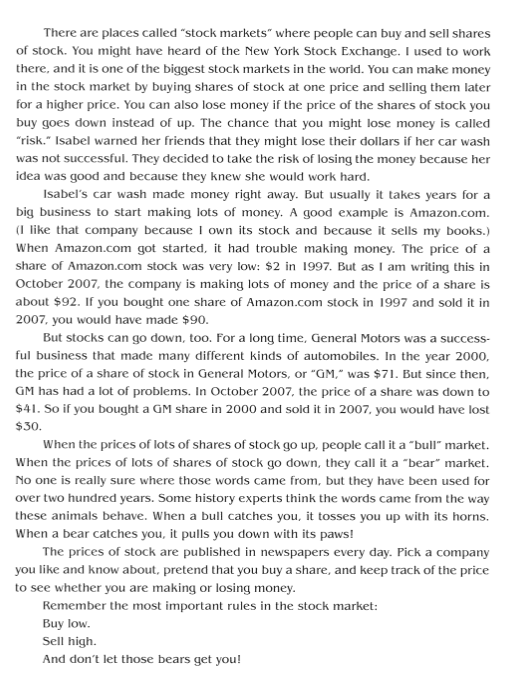 There are places called "stock markets" where people can buy and sell shares
of stock. You might have heard of the New York Stock Exchange. I used to work
there, and it is one of the biggest stock markets in the world. You can make money
in the stock market by buying shares of stock at one price and selling them later
for a higher price. You can also lose money if the price of the shares of stock you
buy goes down instead of up. The chance that you might lose money is called
"risk." Isabel warned her friends that they might lose their dollars if her car wash
was not successful. They decided to take the risk of losing the money because her
idea was good and because they knew she would work hard.
Isabel's car wash made money right away. But usually it takes years for a
big business to start making lots of money. A good example is Amazon.com.
(I like that company because I own its stock and because it sells my books.)
When Amazon.com got started, it had trouble making money. The price of a
share of Amazon.com stock was very low: $2 in 1997. But as I am writing this in
October 2007, the company is making lots of money and the price of a share is
about $92. If you bought one share of Amazon.com stock in 1997 and sold it in
2007, you would have made $90.
But stocks can go down, too. For a long time, General Motors was a success-
ful business that made many different kinds of automobiles. In the year 2000,
the price of a share of stock in General Motors, or "GM," was $71. But since then,
GM has had a lot of problems. In October 2007, the price of a share was down to
$41. So if you bought a GM share in 2000 and sold it in 2007, you would have lost
$30.
When the prices of lots of shares of stock go up, people call it a "bull" market.
When the prices of lots of shares of stock go down, they call it a "bear" market.
No one is really sure where those words came from, but they have been used for
over two hundred years. Some history experts think the words came from the way
these animals behave. When a bull catches you, it tosses you up with its horns.
When a bear catches you, it pulls you down with its paws!
The prices of stock are published in newspapers every day. Pick a company
you like and know about, pretend that you buy a share, and keep track of the price
to see whether you are making or losing money.
Remember the most important rules in the stock market:
Buy low.
Sell high.
And don't let those bears get you!